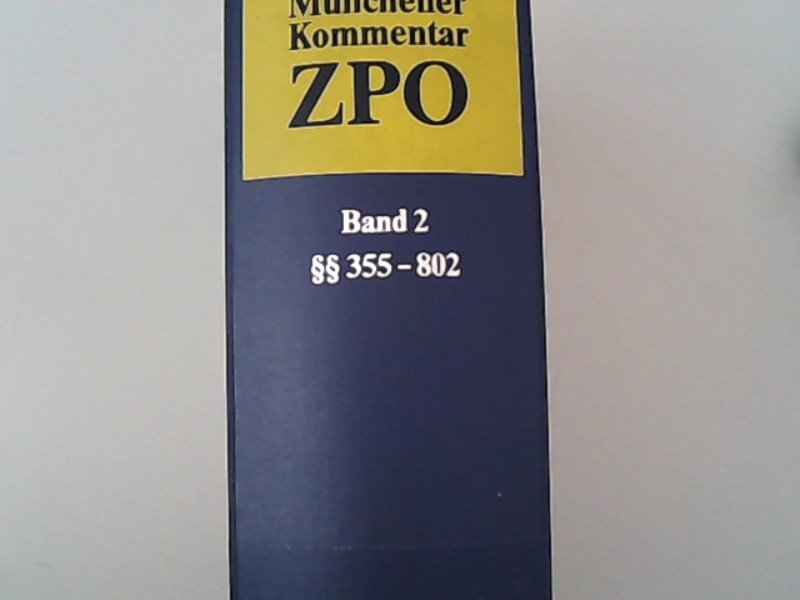 Münchener
Kommentar
ZPO
Band 2
§§ 355 – 802